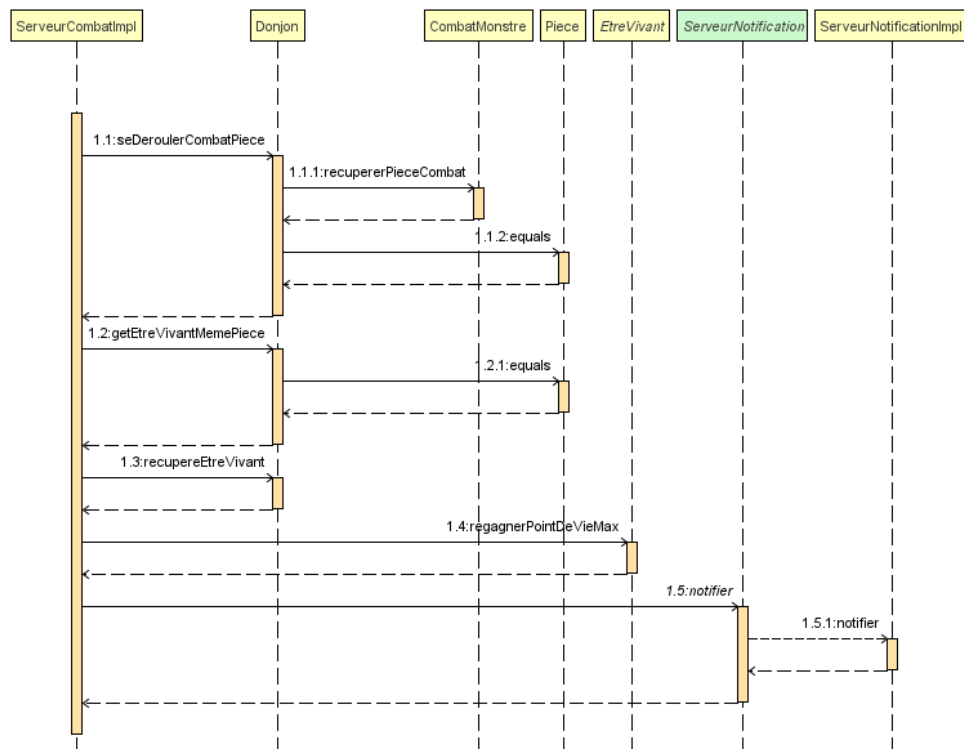 ServeurCombatImpl
Donjon
CombatMonstre
Piece
EtreVivant
ServeurNotification
ServeurNotificationImpl
1.1:seDeroulerCombatPiece
1.1.1:recupererPieceCombat
1.1.2:equals
1.2:getEtreVivantMemePiece
1.2.1:equals
1.3:recupereEtreVivant
1.4:regagnerPointDeVieMax
1.5:notifier
1.5.1:notifier